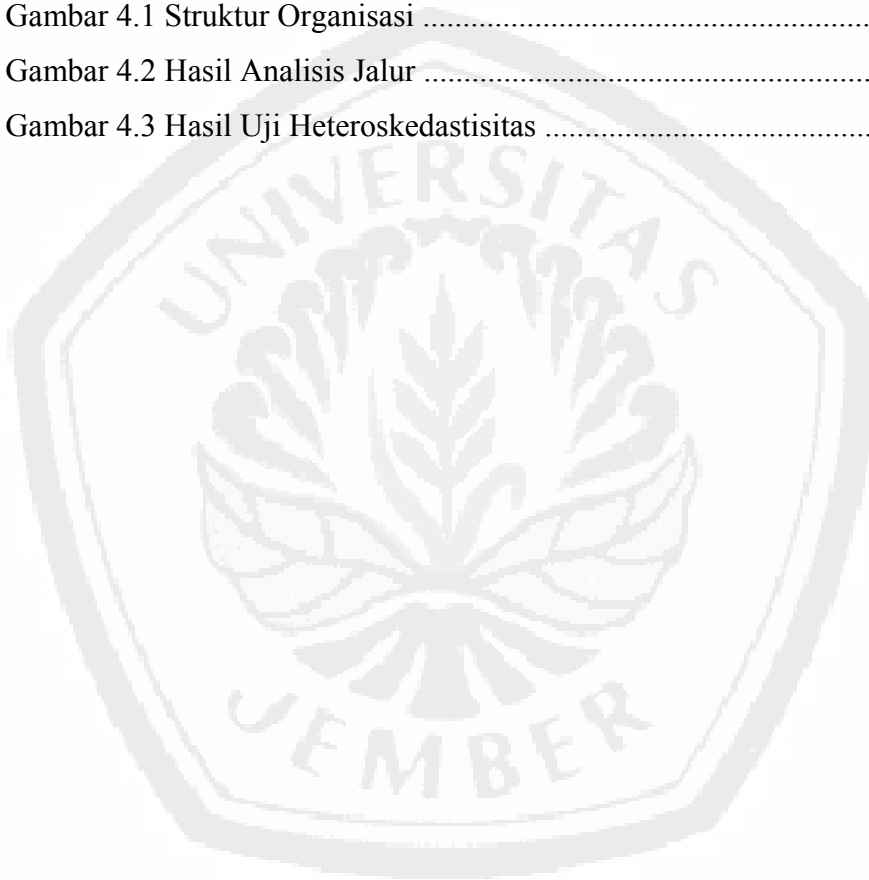 Gambar 4.1 Struktur Organisasi ........................................................
Gambar 4.2 Hasil Analisis Jalur ........................................................
Gambar 4.3 Hasil Uji Heteroskedastisitas .........................................
UNIVERSITAS
JEMBER